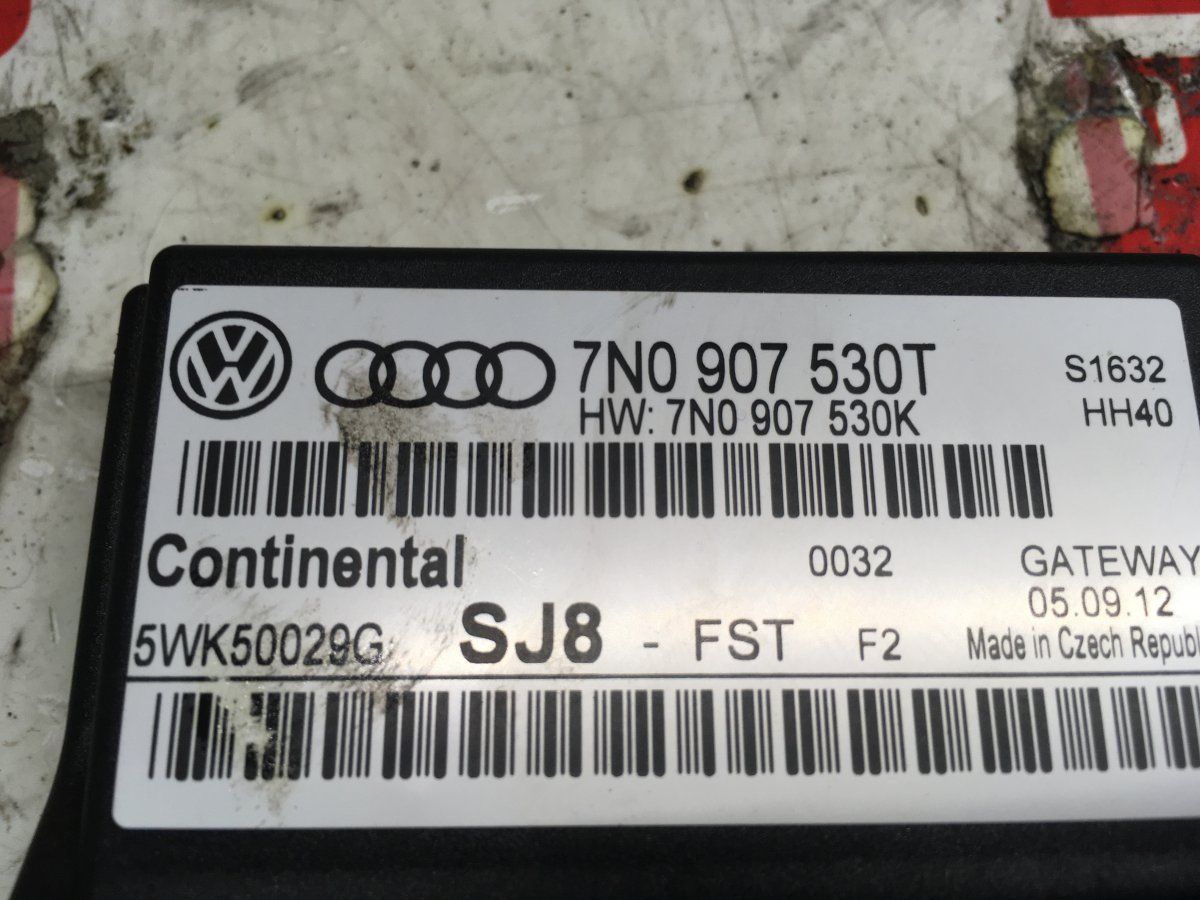 7N0 907 530T S1632
HW: 7N0 907 530K HH40
Continental 0032 GATEWAY
05.09.12
5WK50029G SJ8 - FST F2 Made in Czech Republ